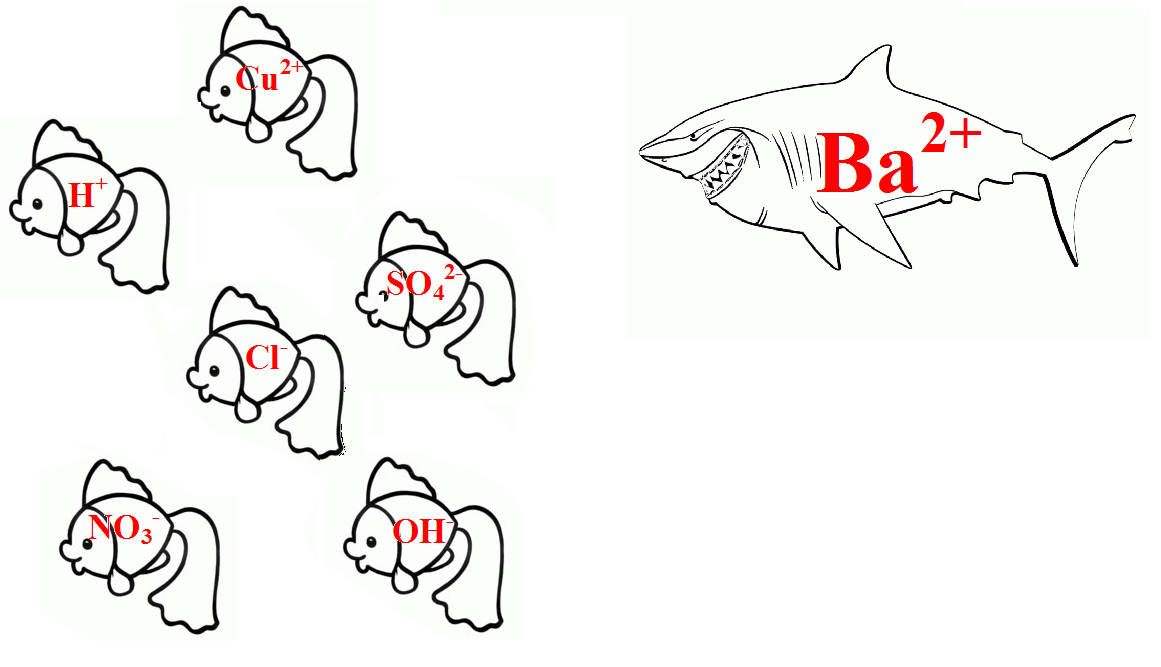 Cu²⁺
Ba²⁺
H⁺
SO₄²⁻
Cl⁻
NO₃⁻
OH⁻